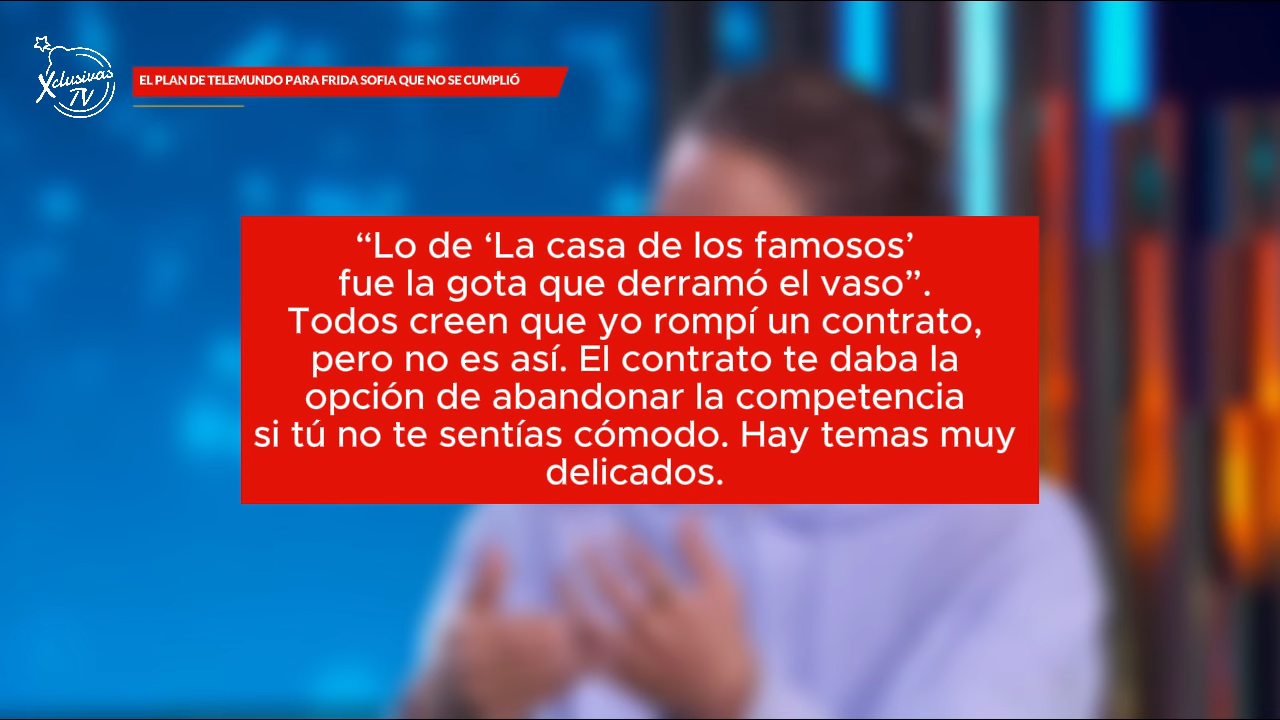 Xclusivas
TV
EL PLAN DE TELEMUNDO PARA FRIDA SOFIA QUE NO SE CUMPLIÓ
“Lo de ‘La casa de los famosos’
fue la gota que derramó el vaso”.
Todos creen que yo rompí un contrato,
pero no es así. El contrato te daba la
opción de abandonar la competencia
si tú no te sentías cómodo. Hay temas muy
delicados.